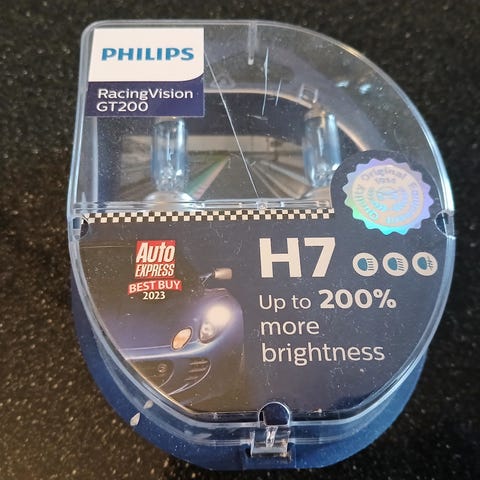 PHILIPS
RacingVision
GT200
Auto
EXPRESS
BEST BUY
2023
H7
Up to 200%
more
brightness